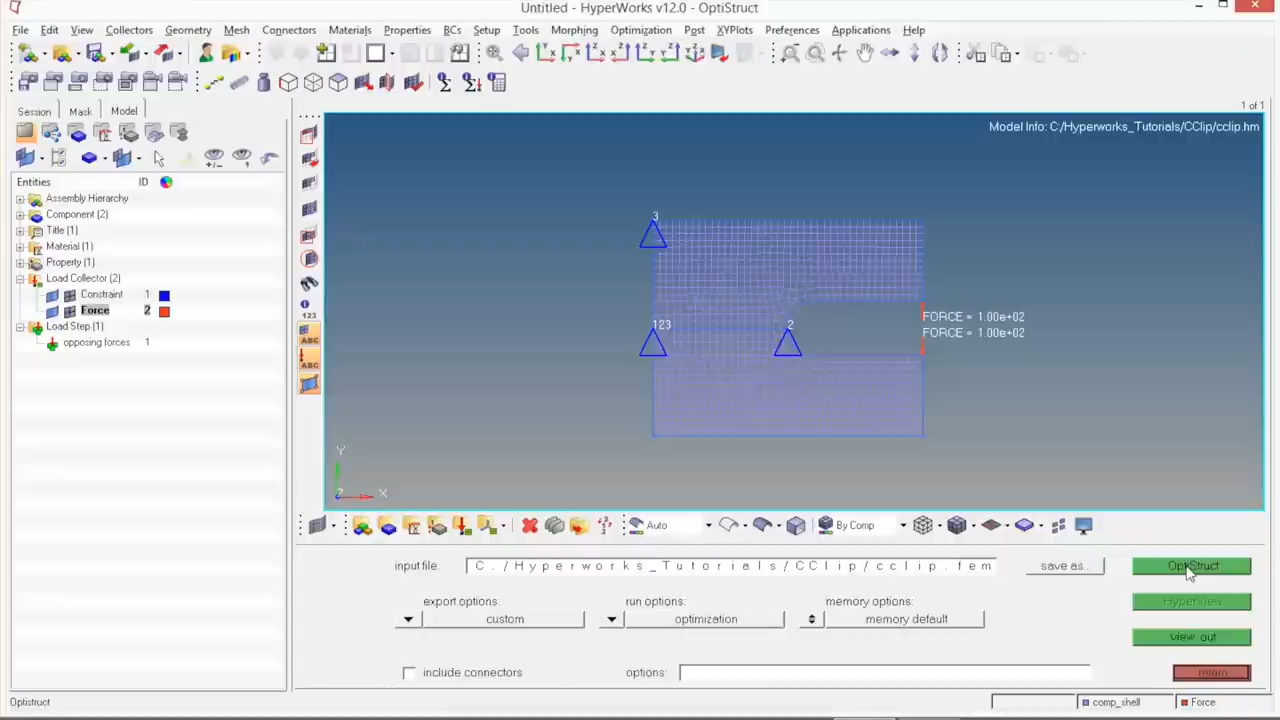 Untitled - HyperWorks v12.0 - OptiStruct
File Edit View Collectors Geometry Mesh Connectors Materials Properties BCs Setup Tools Morphing Optimization Post XYPlots Preferences Applications Help
Session Mask Model
1 of 1
Model Info: C:/Hyperworks_Tutorials/CClip/cclip.hm
Entities ID
Assembly Hierarchy
Component (2)
Title (1)
Material (1)
Property (1)
Load Collector (2)
Constraint 1
Force 2
Load Step (1)
opposing forces 1
123
ABC
ABC
3
123
2
FORCE = 1.00e+02
FORCE = 1.00e+02
Y
Z X
Auto
By Comp
input file: C:/Hyperworks_Tutorials/CClip/cclip.fem save as... OptiStruct
export options: run options: memory options: HyperView
custom optimization memory default
view .out
include connectors options: return
Optistruct
comp_shell Force